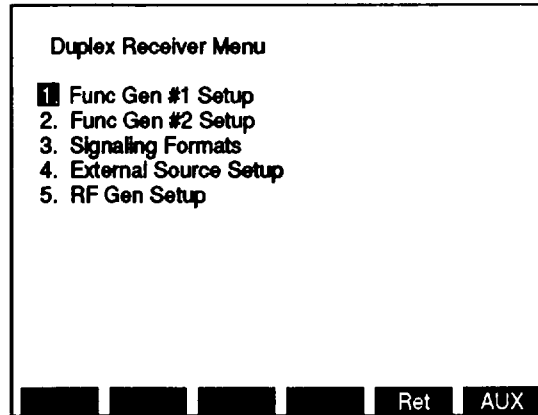 Duplex Receiver Menu
1. Func Gen #1 Setup
2. Func Gen #2 Setup
3. Signaling Formats
4. External Source Setup
5. RF Gen Setup
Ret AUX